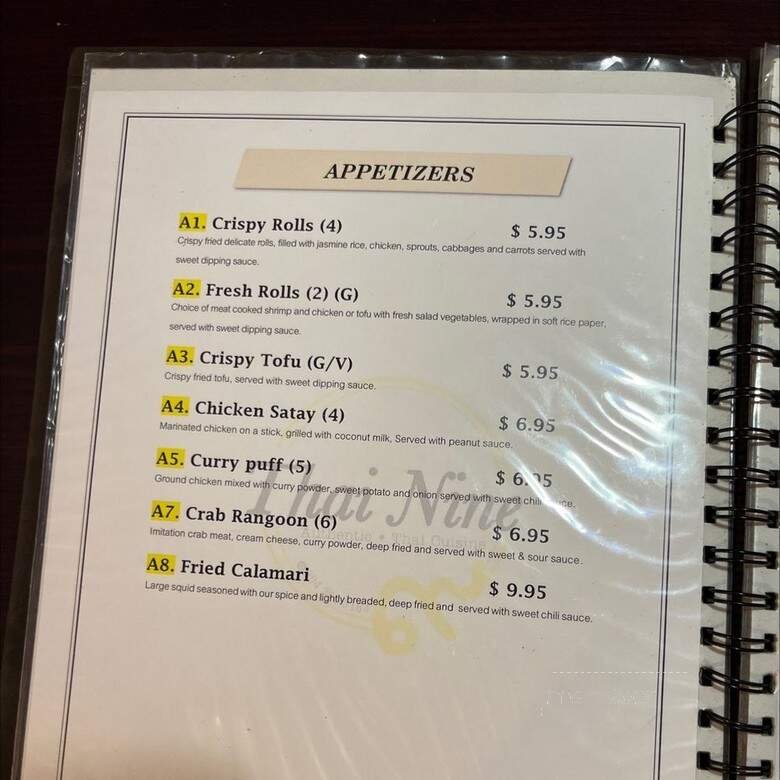 APPETIZERS
A1. Crispy Rolls (4) $ 5.95
Crispy fried delicate rolls, filled with jasmine rice, chicken, sprouts, cabbages and carrots served with
sweet dipping sauce.
A2. Fresh Rolls (2) (G) $ 5.95
Choice of meat cooked shrimp and chicken or tofu with fresh salad vegetables, wrapped in soft rice paper,
served with sweet dipping sauce.
A3. Crispy Tofu (G/V) $ 5.95
Crispy fried tofu, served with sweet dipping sauce.
A4. Chicken Satay (4) $ 6.95
Marinated chicken on a stick, grilled with coconut milk, Served with peanut sauce.
A5. Curry puff (5) $
Ground chicken mixed with curry powder, sweet potato and onion served with sweet chili
Thai Nine
A7. Crab Rangoon (6) $ 6.95
Authentic • Thai Cuisine
Imitation crab meat, cream cheese, curry powder, deep fried and served with sweet & sour sauce.
A8. Fried Calamari $ 9.95
Large squid seasoned with our spice and lightly breaded, deep fried and served with sweet chili sauce.